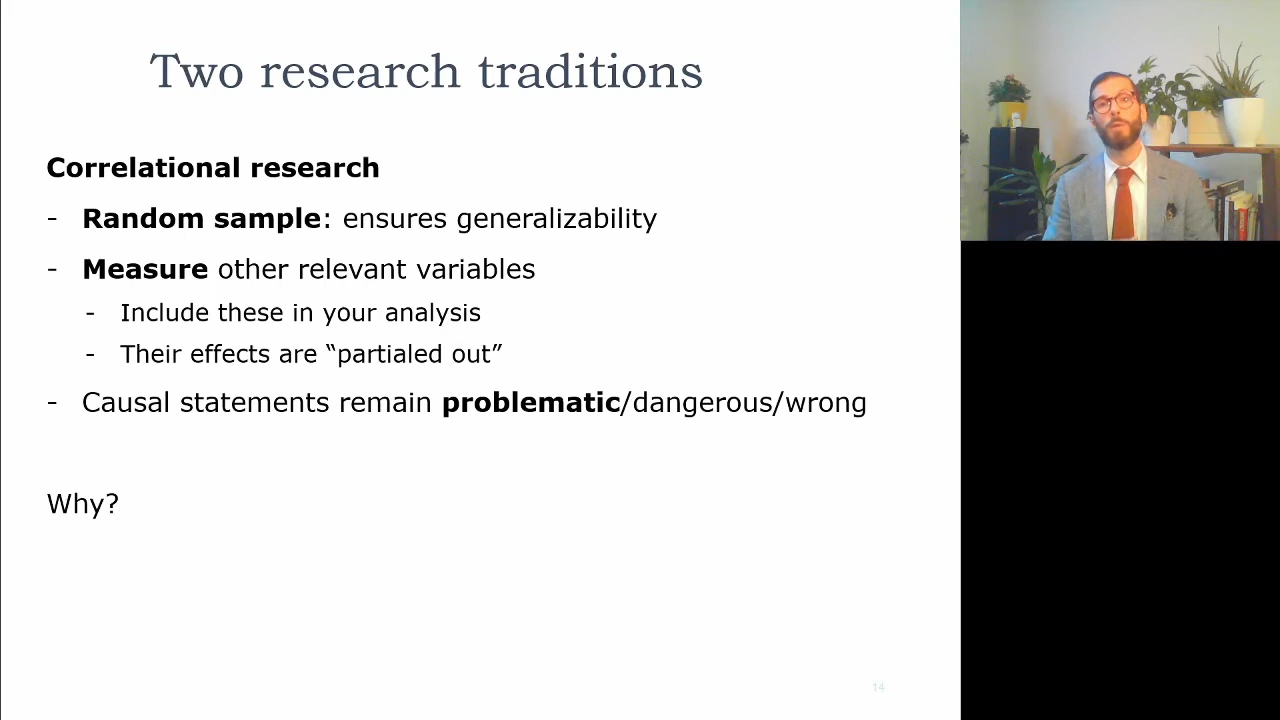 Two research traditions
Correlational research
- Random sample: ensures generalizability
- Measure other relevant variables
- Include these in your analysis
- Their effects are “partialed out”
- Causal statements remain problematic/dangerous/wrong
Why?
14